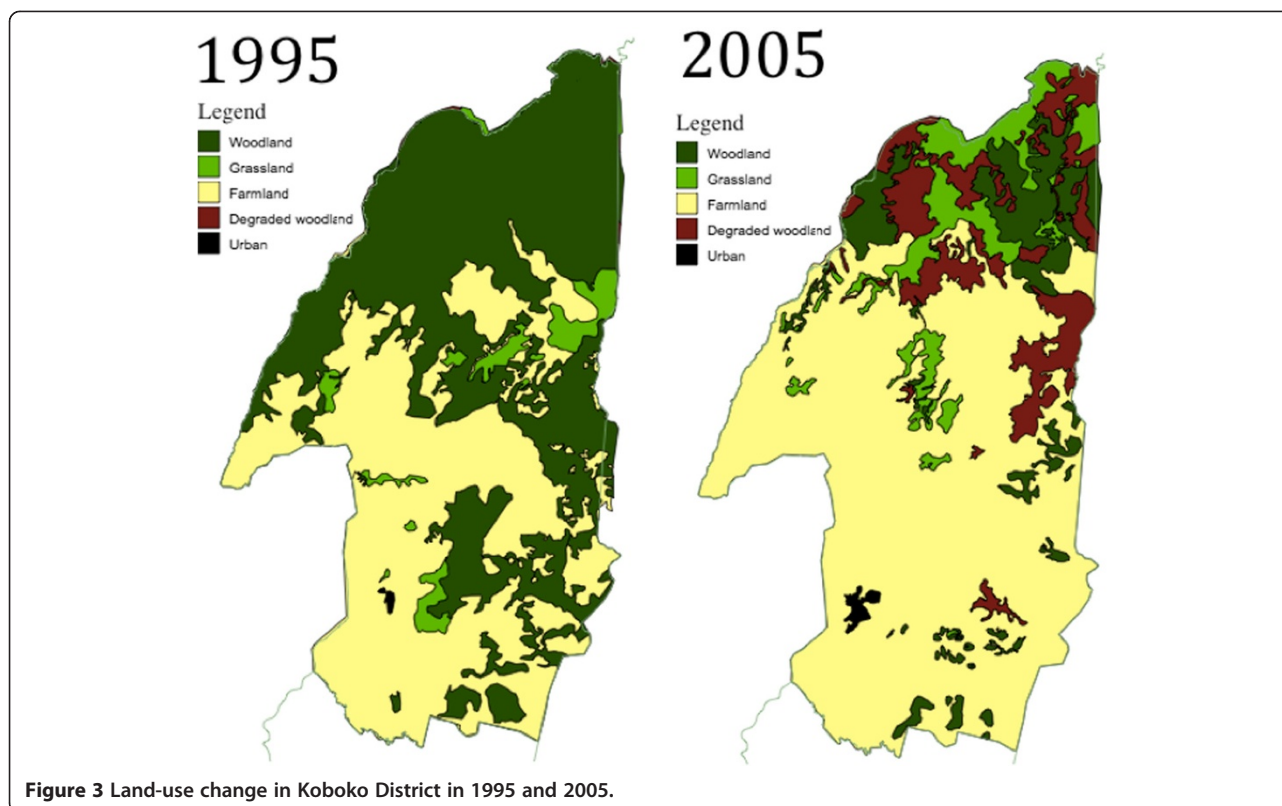 1995
Legend
Woodland
Grassland
Farmland
Degraded woodland
Urban
2005
Legend
Woodland
Grassland
Farmland
Degraded woodland
Urban
Figure 3 Land-use change in Koboko District in 1995 and 2005.